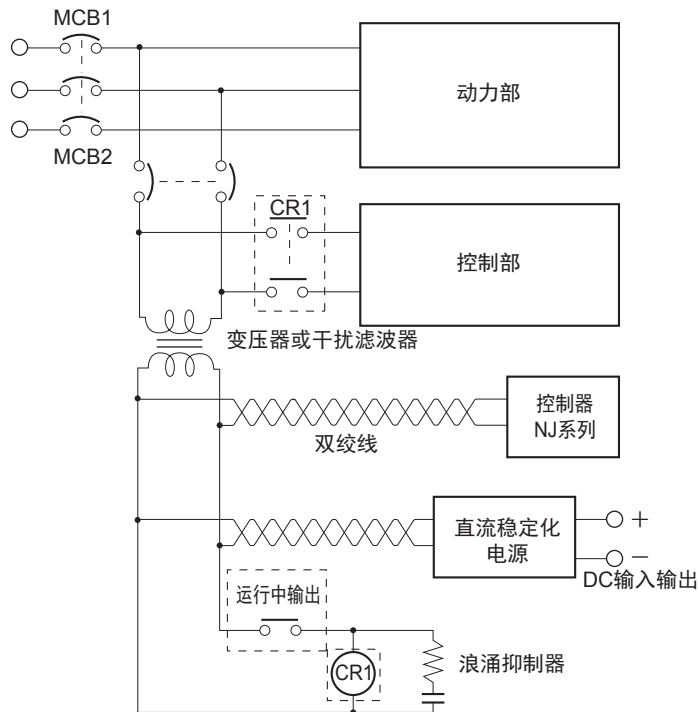 MCB1
动力部
MCB2
CR1
控制部
变压器或干扰滤波器
控制器
NJ系列
双绞线
直流稳定化
电源
+
−
DC输入输出
运行中输出
CR1
浪涌抑制器